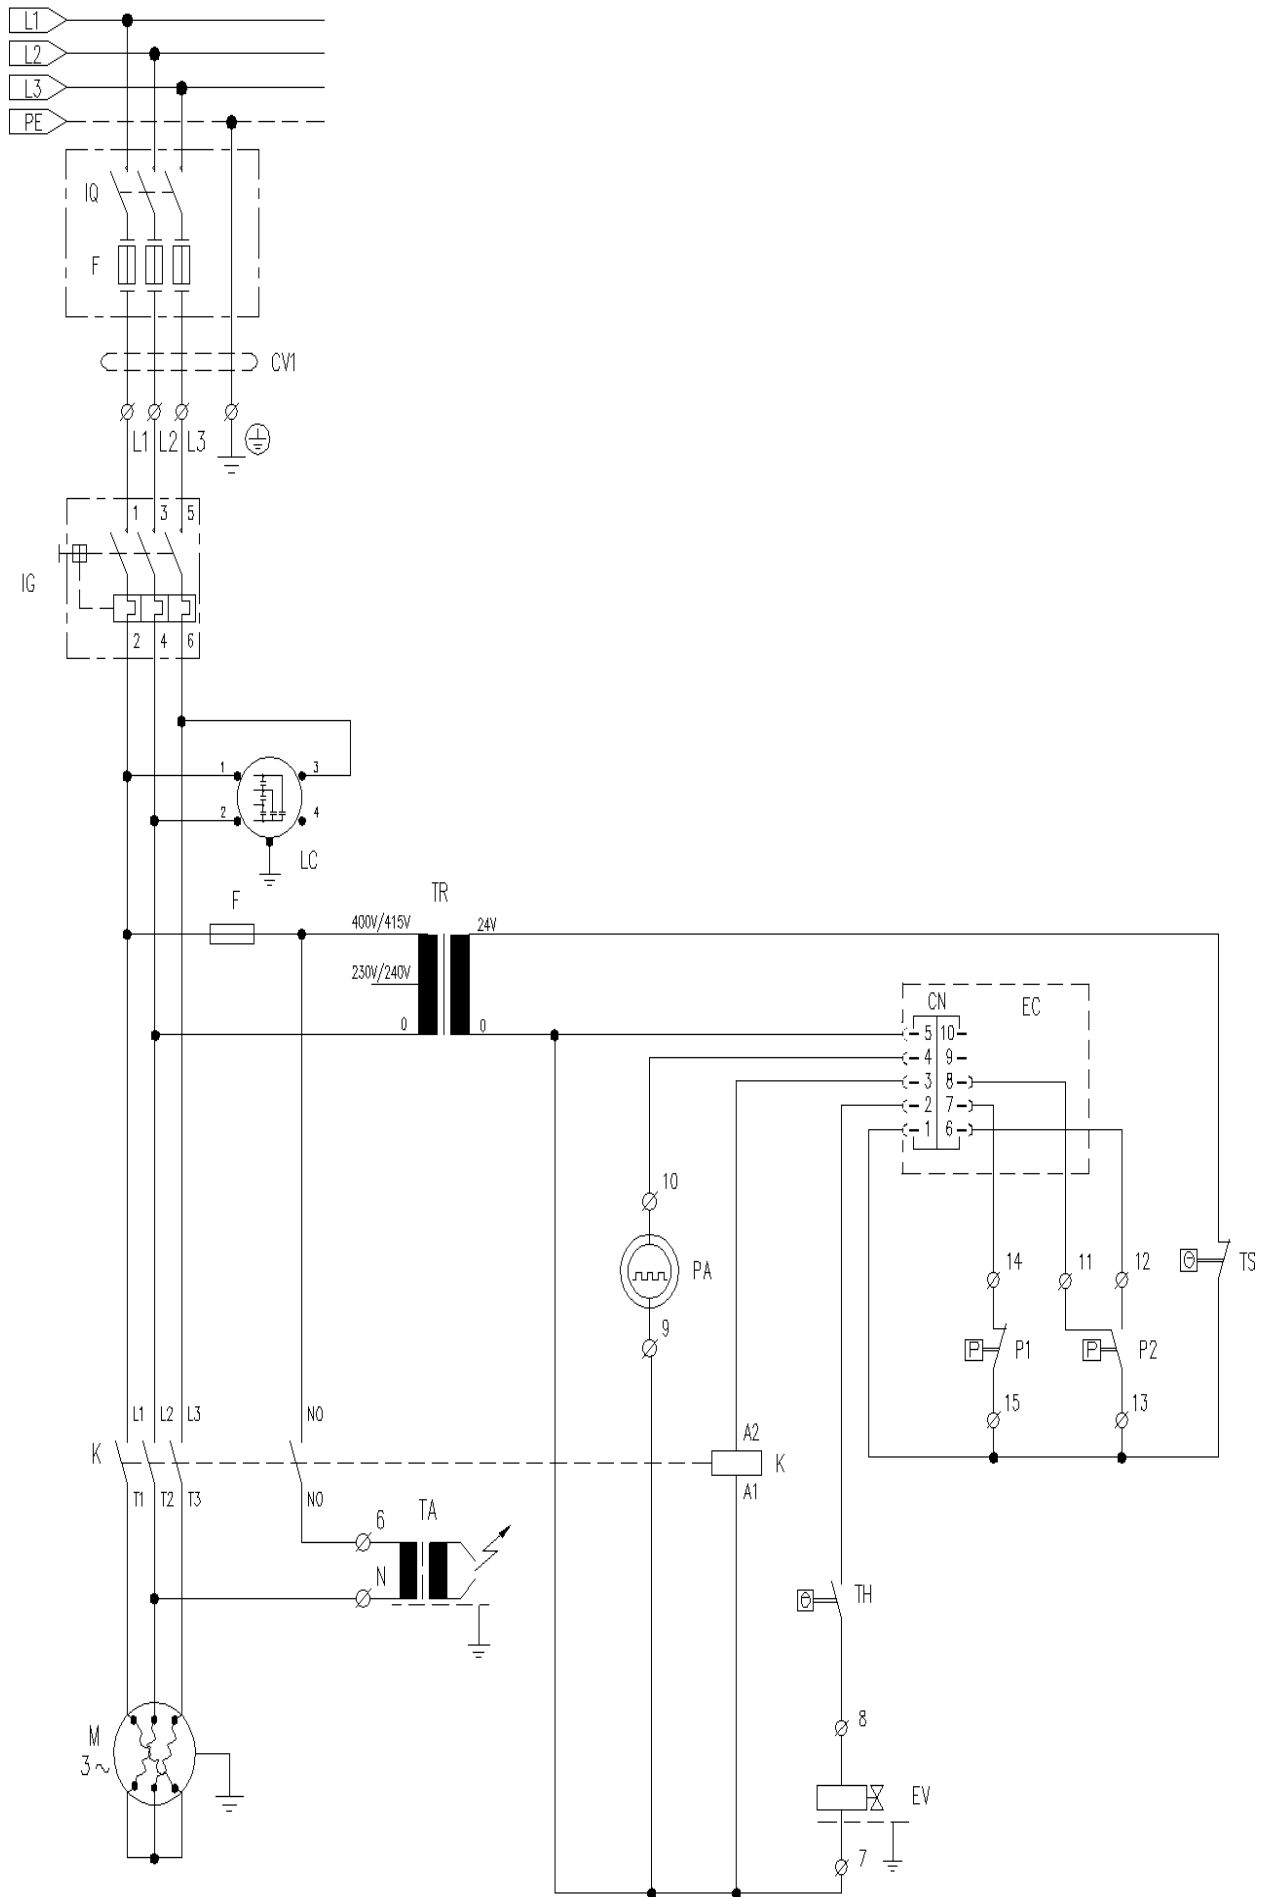 L1
L2
L3
PE
IQ
F
CV1
L1 L2 L3
1 3 5
IG
2 4 6
1 3
2 4
LC
F
TR
400V/415V 24V
230V/240V
0 0
CN EC
5 10
4 9
3 8
2 7
1 6
10
PA
9
14 11 12
TS
P P1 P P2
15 13
L1 L2 L3 NO
K
A2
K
A1
T1 T2 T3 NO
TA
6
N
θ TH
8
M
3~
EV
7